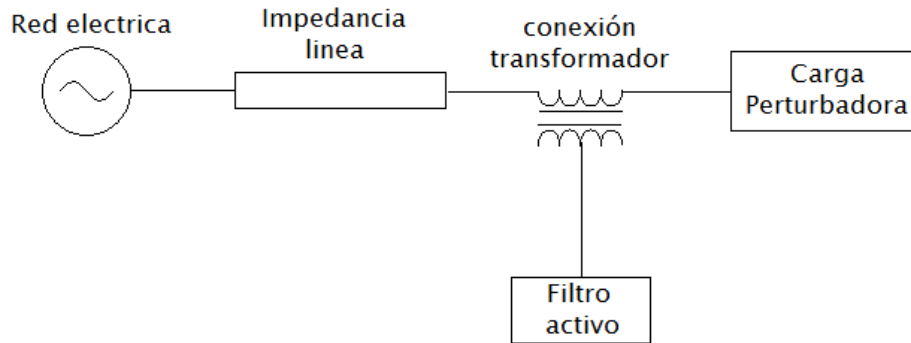 Red electrica
Impedancia
linea
conexión
transformador
Carga
Perturbadora
Filtro
activo